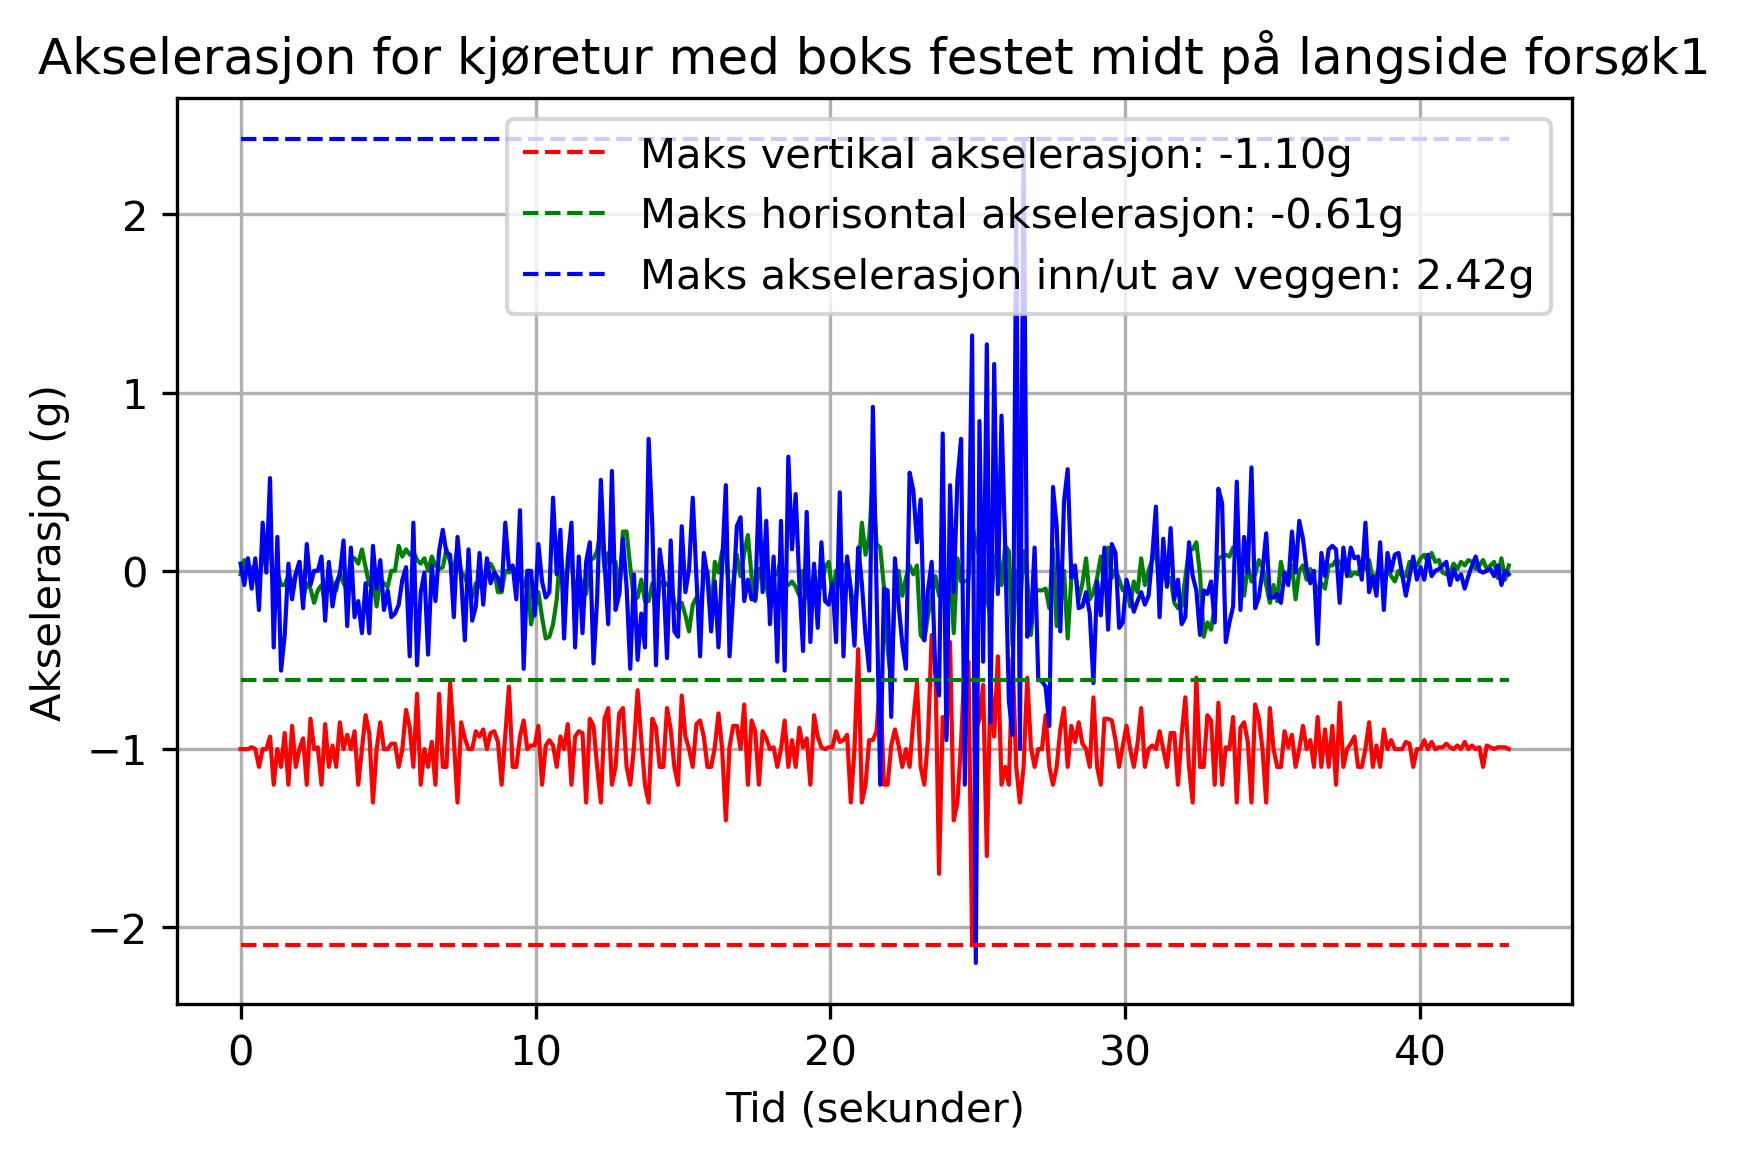 Akselerasjon for kjøretur med boks festet midt på langside forsøk1
Maks vertikal akselerasjon: -1.10g
Maks horisontal akselerasjon: -0.61g
Maks akselerasjon inn/ut av veggen: 2.42g
Akselerasjon (g)
2
1
0
−1
−2
0 10 20 30 40
Tid (sekunder)